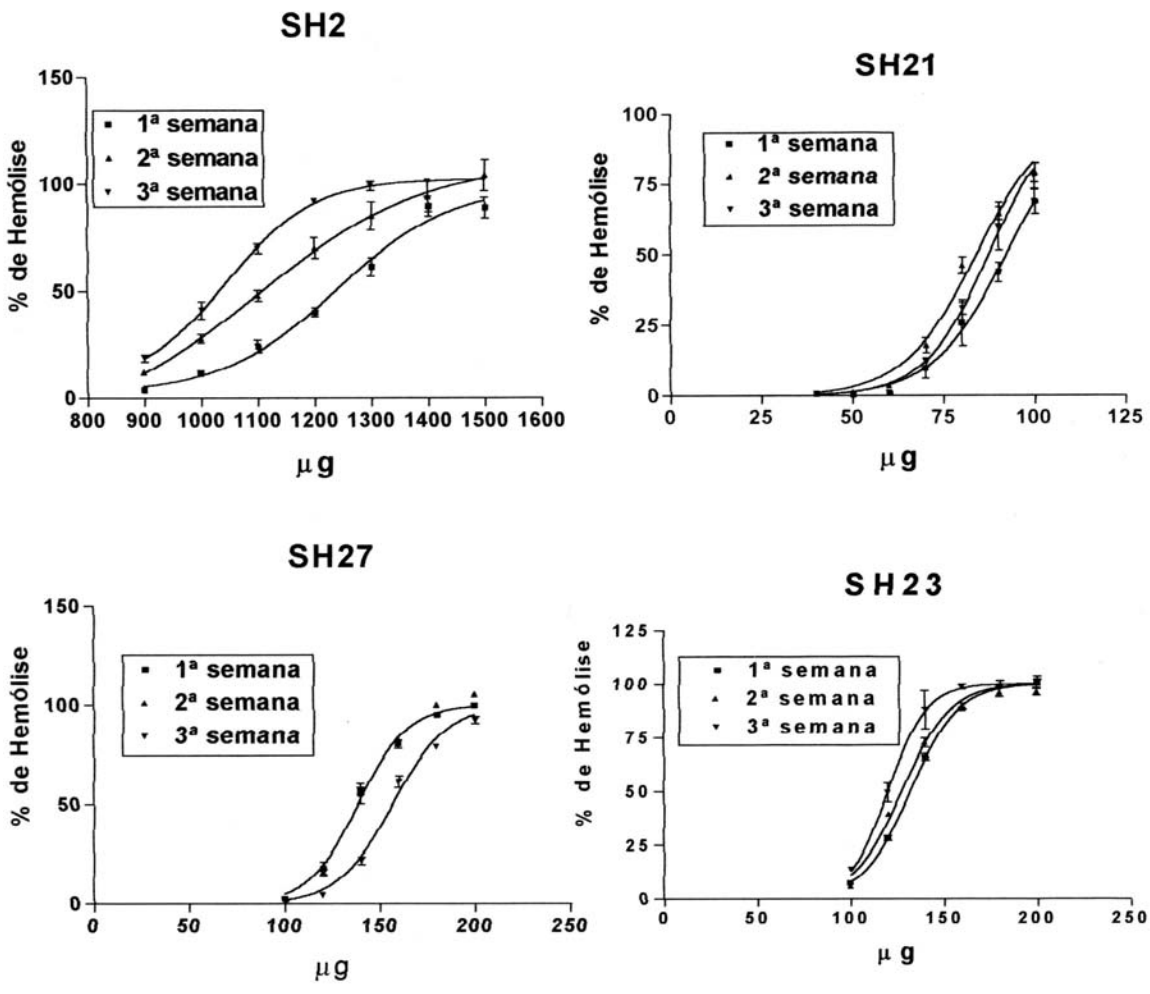 SH2
% de Hemólise
150
100
50
0
1ª semana
2ª semana
3ª semana
800 900 1000 1100 1200 1300 1400 1500 1600
μg
SH21
% de Hemólise
100
75
50
25
0
1ª semana
2ª semana
3ª semana
0 25 50 75 100 125
μg
SH27
% de Hemólise
150
100
50
0
1ª semana
2ª semana
3ª semana
0 50 100 150 200 250
μg
SH23
% de Hemólise
125
100
75
50
25
0
1ª semana
2ª semana
3ª semana
0 50 100 150 200 250
μg